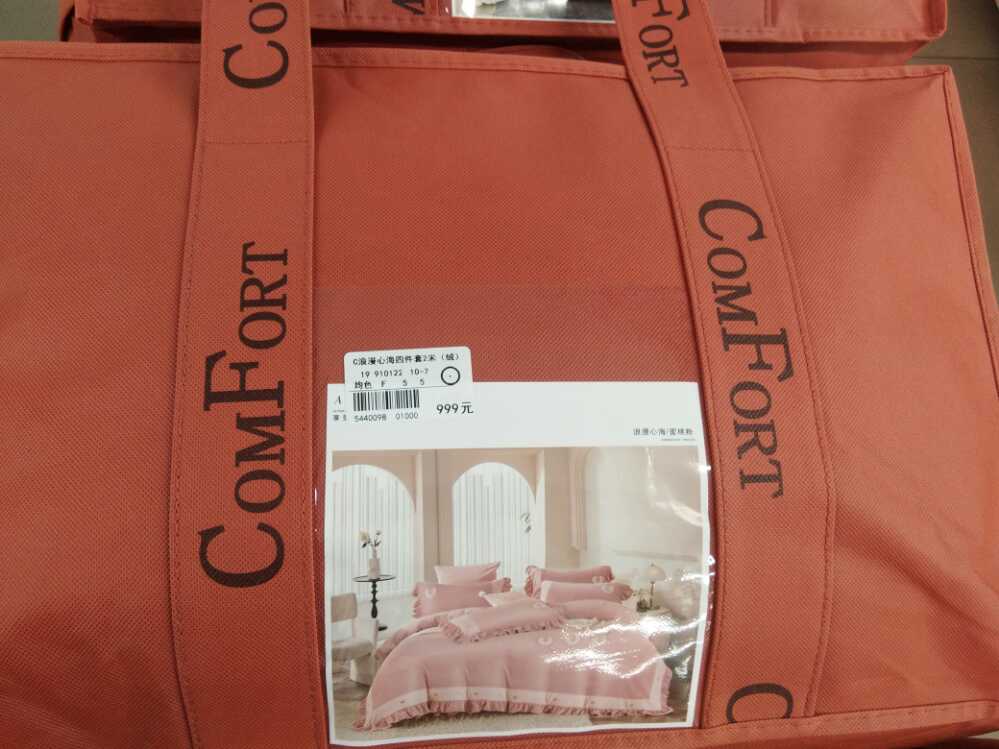 COMFORT
FORT
COMFORT
COMFORT
C浪漫心海四件套2米（绒）
19 910122 10-7
均色 F 5 5
5440098 01000
999元
浪漫心海/蜜桃粉